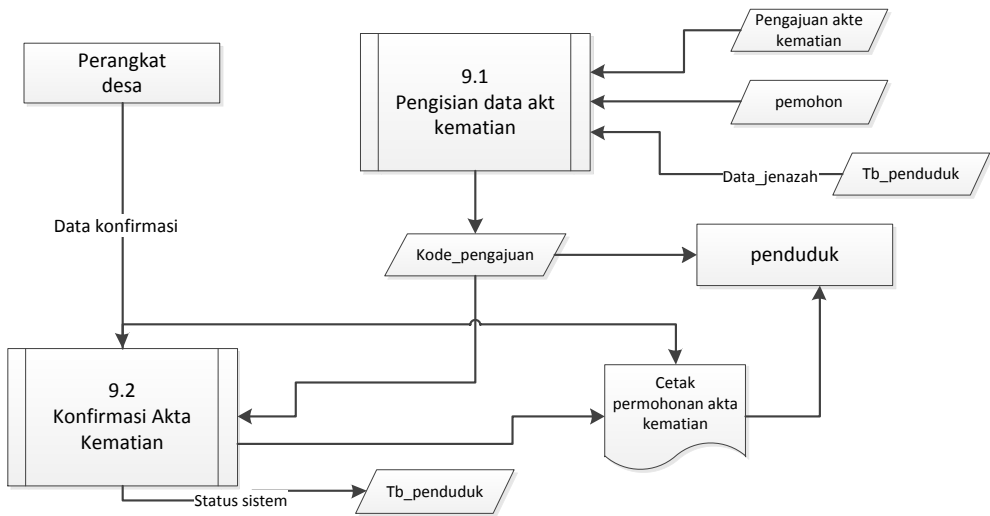 Pengajuan akte
kematian
Perangkat
desa
9.1
Pengisian data akt
kematian
pemohon
Data_jenazah
Tb_penduduk
Data konfirmasi
Kode_pengajuan
penduduk
9.2
Konfirmasi Akta
Kematian
Cetak
permohonan akta
kematian
Status sistem
Tb_penduduk